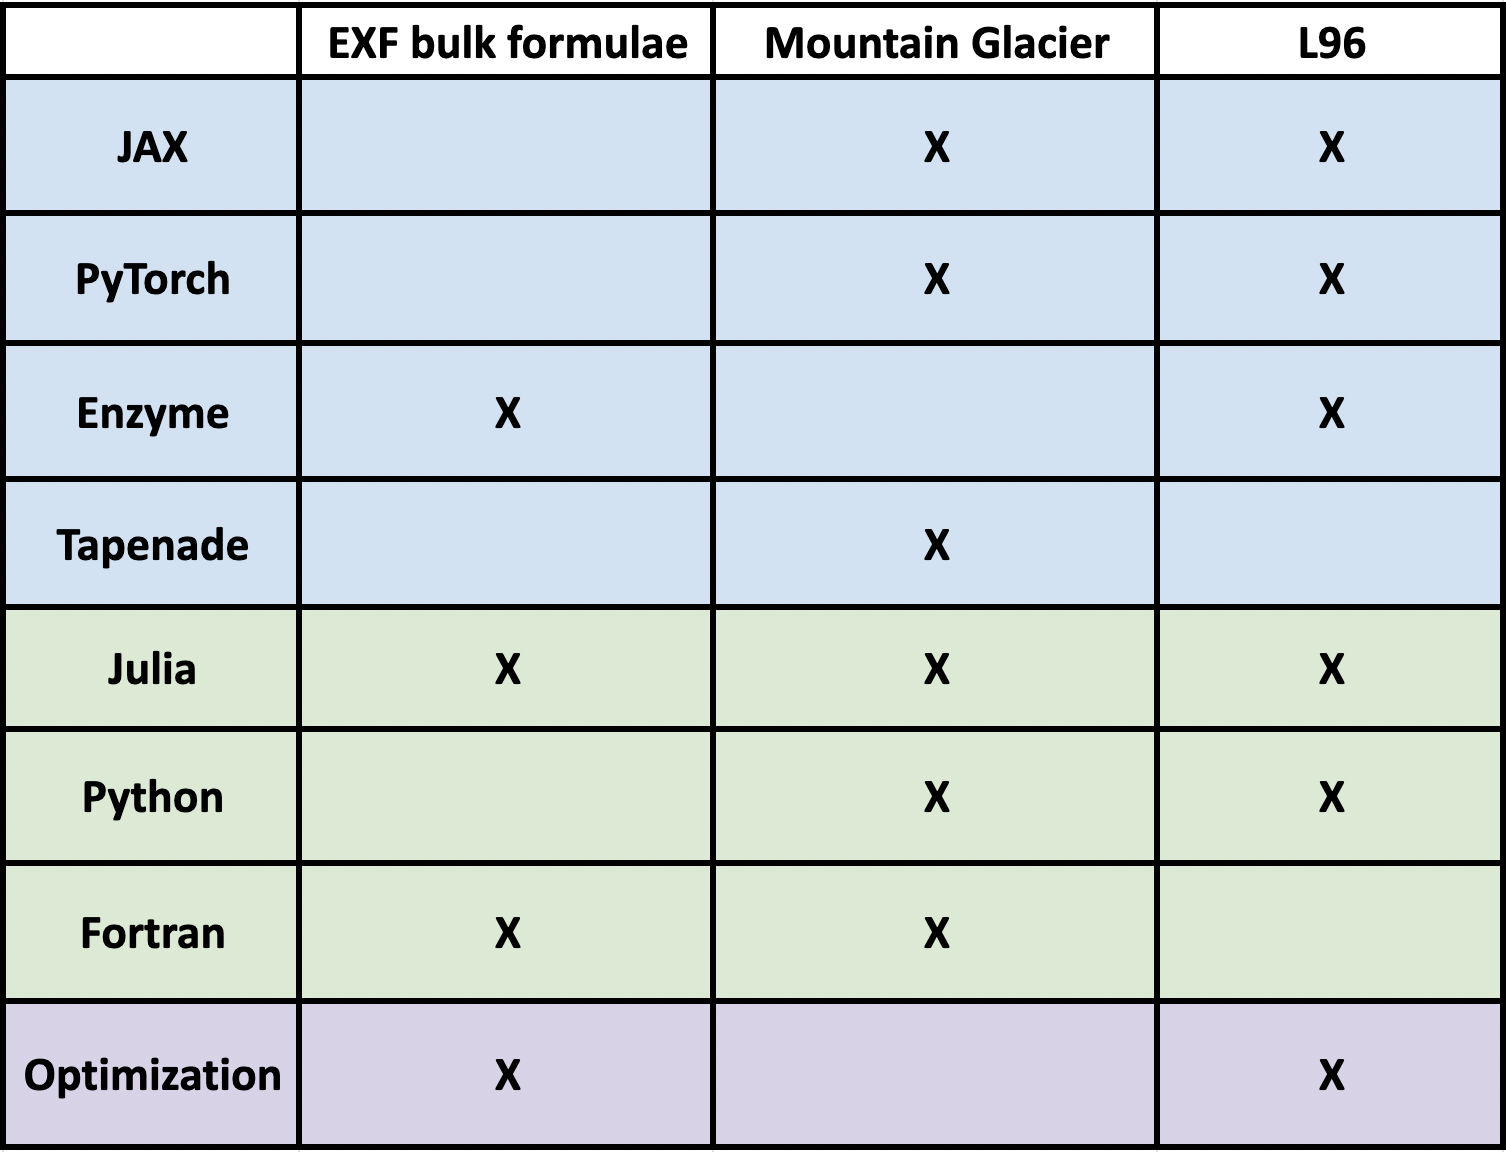 EXF bulk formulae Mountain Glacier L96
JAX X X
PyTorch X X
Enzyme X X
Tapenade X
Julia X X X
Python X X
Fortran X X
Optimization X X